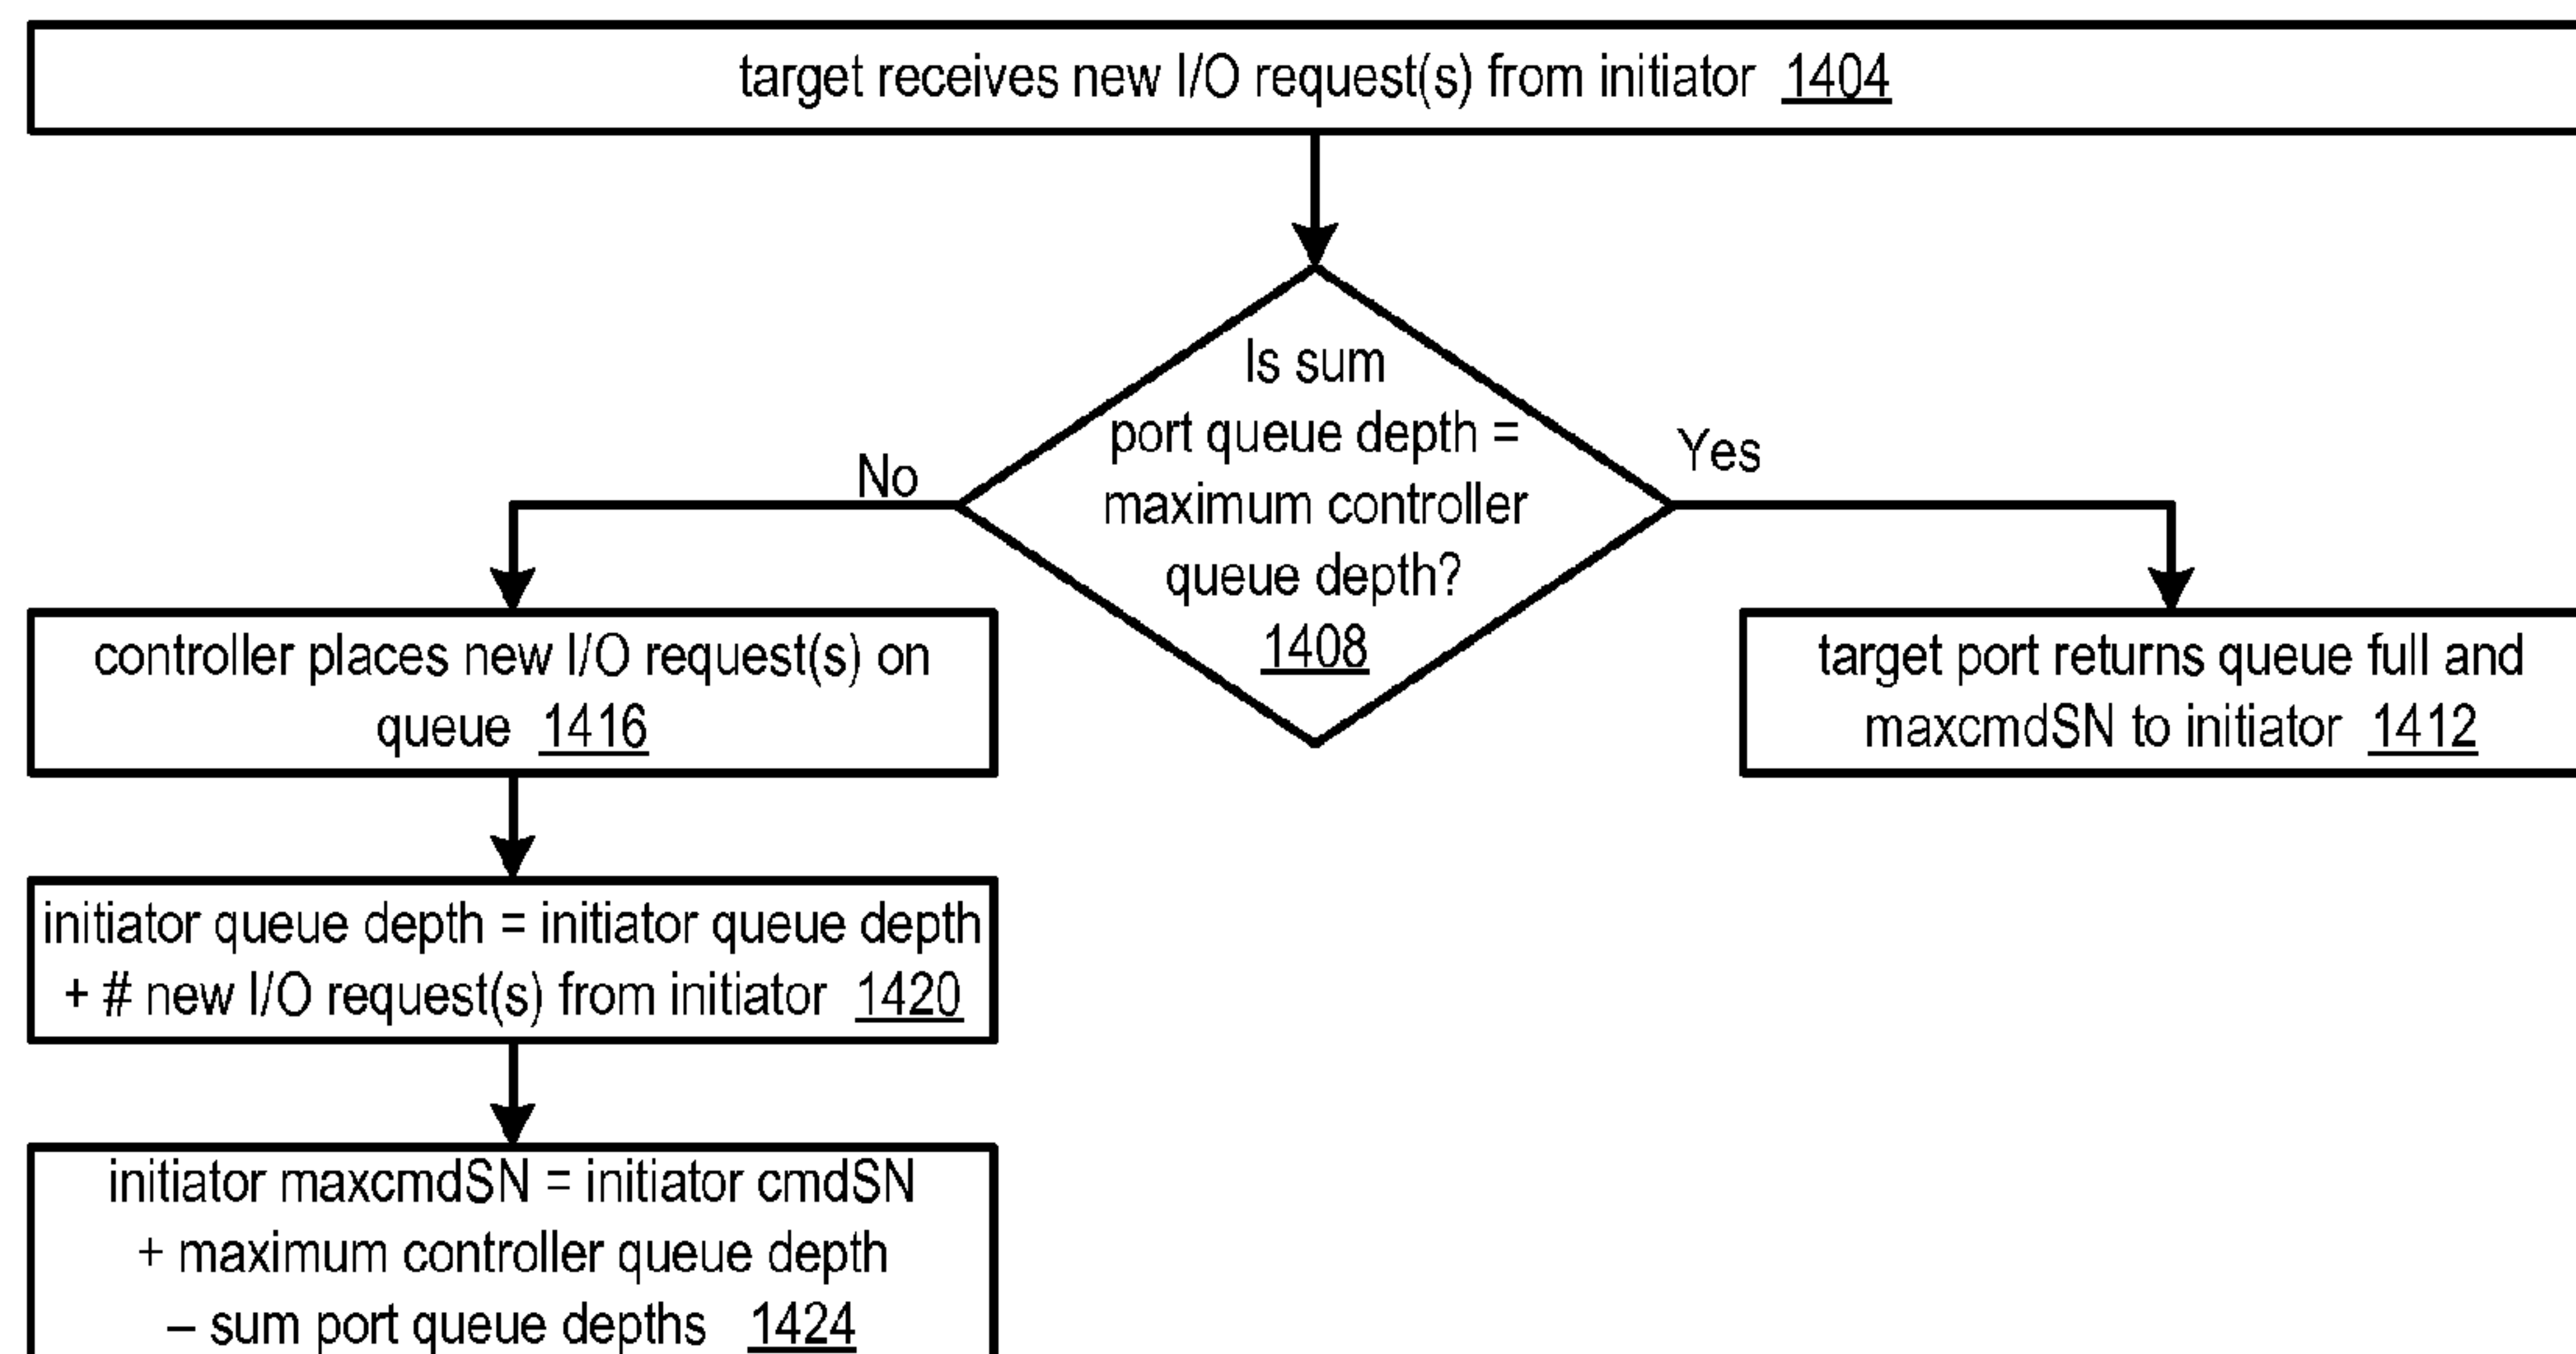 target receives new I/O request(s) from initiator 1404
Is sum
port queue depth =
maximum controller
queue depth?
1408
No
Yes
controller places new I/O request(s) on
queue 1416
target port returns queue full and
maxcmdSN to initiator 1412
initiator queue depth = initiator queue depth
+ # new I/O request(s) from initiator 1420
initiator maxcmdSN = initiator cmdSN
+ maximum controller queue depth
– sum port queue depths 1424